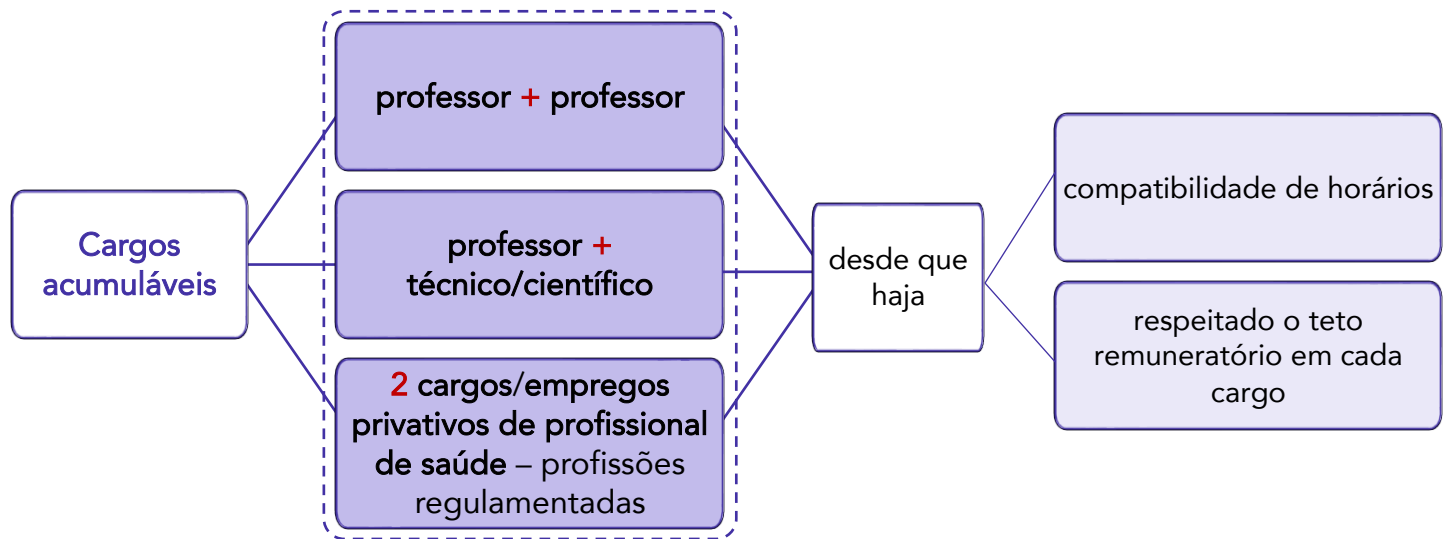 Cargos
acumuláveis
professor + professor
professor +
técnico/científico
2 cargos/empregos
privativos de profissional
de saúde – profissões
regulamentadas
desde que
haja
compatibilidade de horários
respeitado o teto
remuneratório em cada
cargo